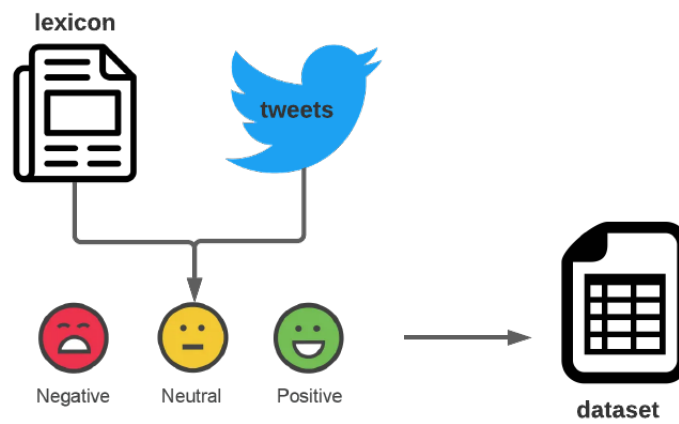 lexicon
tweets
Negative
Neutral
Positive
dataset